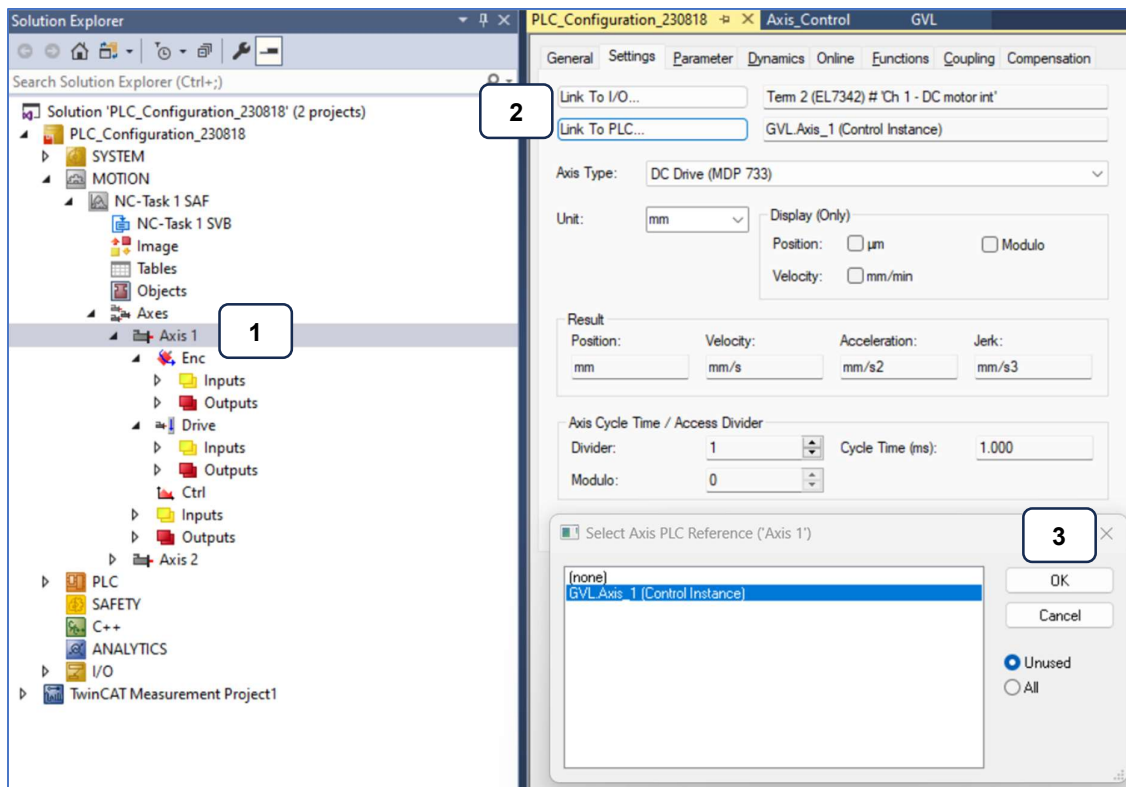 Solution Explorer
Search Solution Explorer (Ctrl+;)
Solution 'PLC_Configuration_230818' (2 projects)
PLC_Configuration_230818
SYSTEM
MOTION
NC-Task 1 SAF
NC-Task 1 SVB
Image
Tables
Objects
Axes
Axis 1
1
Enc
Inputs
Outputs
Drive
Inputs
Outputs
Ctrl
Inputs
Outputs
Axis 2
PLC
SAFETY
C++
ANALYTICS
I/O
TwinCAT Measurement Project1
PLC_Configuration_230818 Axis_Control GVL
General Settings Parameter Dynamics Online Functions Coupling Compensation
2
Link To I/O... Term 2 (EL7342) # 'Ch 1 - DC motor int'
Link To PLC... GVL.Axis_1 (Control Instance)
Axis Type: DC Drive (MDP 733)
Unit: mm
Display (Only)
Position: µm Modulo
Velocity: mm/min
Result
Position: Velocity: Acceleration: Jerk:
mm mm/s mm/s2 mm/s3
Axis Cycle Time / Access Divider
Divider: 1 Cycle Time (ms): 1.000
Modulo: 0
Select Axis PLC Reference ('Axis 1')
3
(none)
GVL.Axis_1 (Control Instance)
OK
Cancel
Unused
All